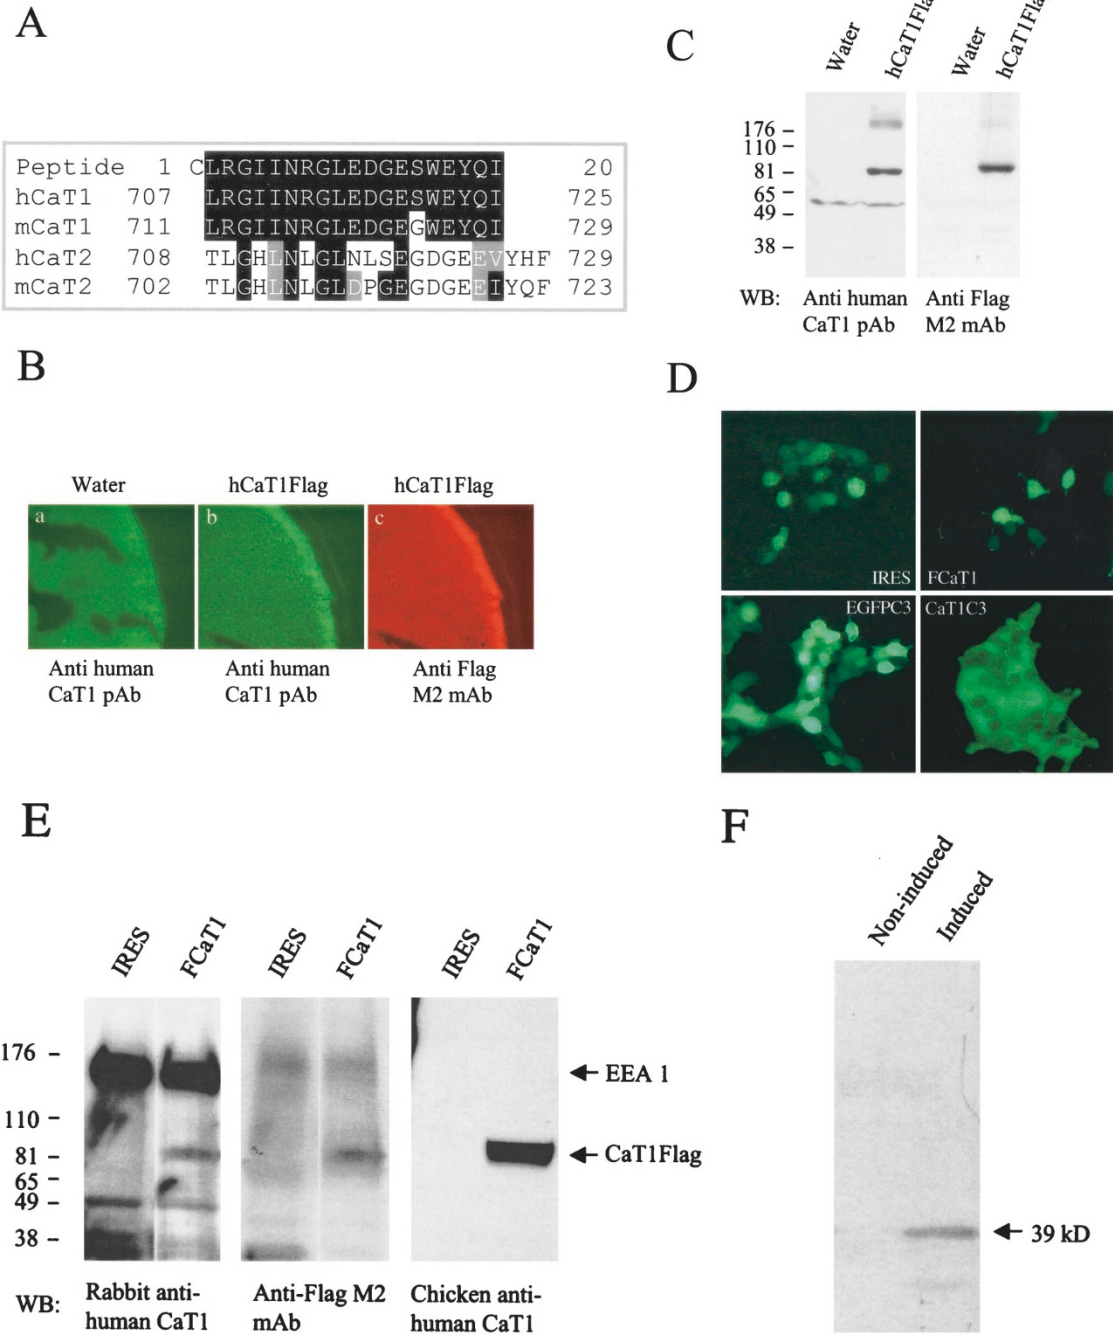 A
Peptide 1 CLRGIINRGLEDGESWEYQI 20
hCaT1 707 LRGIINRGLEDGESWEYQI 725
mCaT1 711 LRGIINRGLEDGEGWEYQI 729
hCaT2 708 TLGHLNLGLNLSEGDGEEVYHF 729
mCaT2 702 TLGHLNLGLDPGEGDGEEIYQF 723
B
Water hCaT1Flag hCaT1Flag
a b c
Anti human Anti human Anti Flag
CaT1 pAb CaT1 pAb M2 mAb
C
Water hCaT1Flag Water
176 –
110 –
81 –
65 –
49 –
38 –
WB: Anti human Anti Flag
CaT1 pAb M2 mAb
D
IRES FCaT1
EGFPC3 CaT1C3
E
IRES FCaT1 IRES FCaT1 IRES FCaT1
176 –
110 –
81 –
65 –
49 –
38 –
EEA 1
CaT1Flag
WB: Rabbit anti- Anti-Flag M2 Chicken anti-
human CaT1 mAb human CaT1
F
Non-induced Induced
39 kD